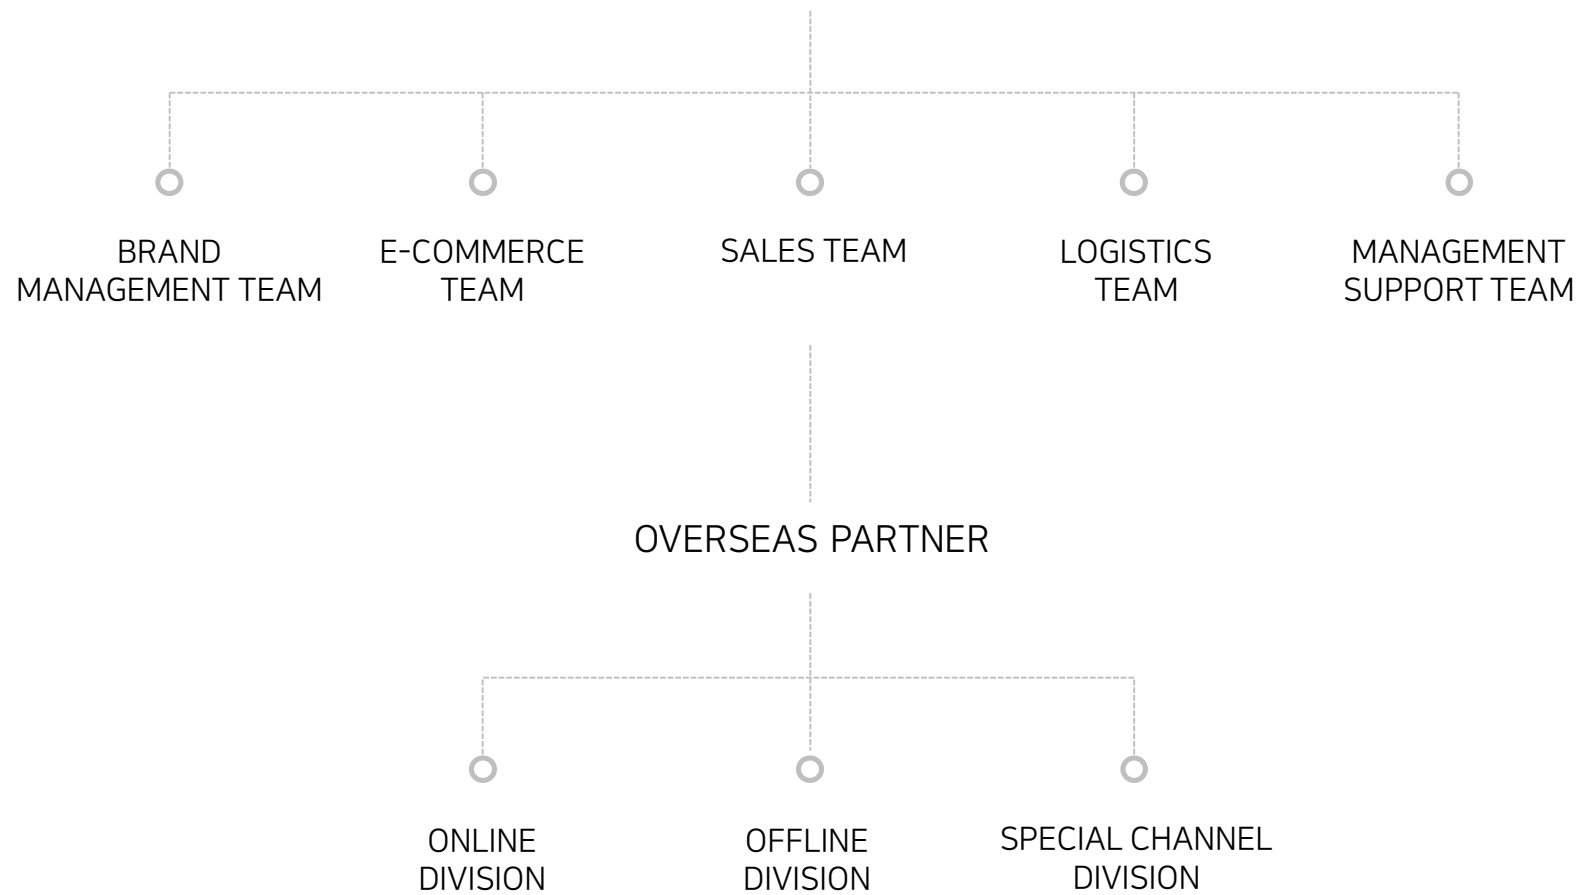 BRAND
MANAGEMENT TEAM
E-COMMERCE
TEAM
SALES TEAM
LOGISTICS
TEAM
MANAGEMENT
SUPPORT TEAM
OVERSEAS PARTNER
ONLINE
DIVISION
OFFLINE
DIVISION
SPECIAL CHANNEL
DIVISION